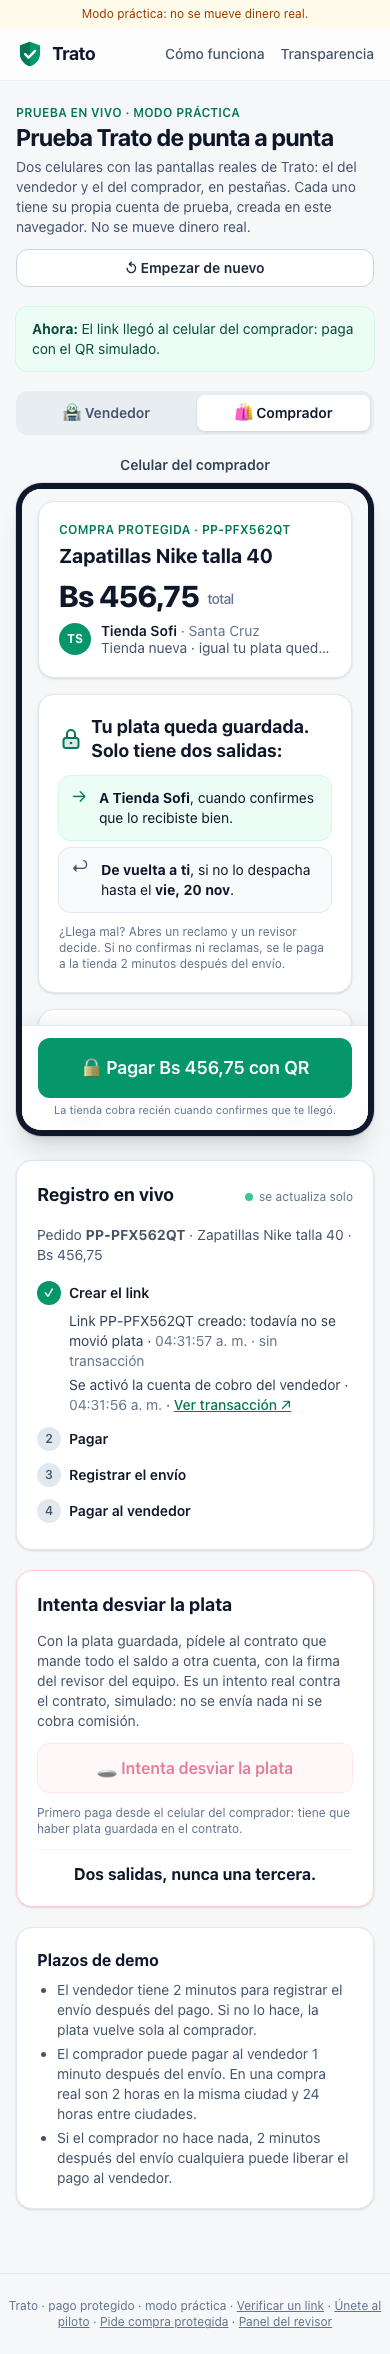 Modo práctica: no se mueve dinero real.
Trato
Cómo funciona
Transparencia
PRUEBA EN VIVO · MODO PRÁCTICA
Prueba Trato de punta a punta
Dos celulares con las pantallas reales de Trato: el del
vendedor y el del comprador, en pestañas. Cada uno
tiene su propia cuenta de prueba, creada en este
navegador. No se mueve dinero real.
Empezar de nuevo
Ahora: El link llegó al celular del comprador: paga
con el QR simulado.
Vendedor
Comprador
Celular del comprador
COMPRA PROTEGIDA · PP-PFX562QT
Zapatillas Nike talla 40
Bs 456,75 total
TS
Tienda Sofi · Santa Cruz
Tienda nueva · igual tu plata qued…
Tu plata queda guardada.
Solo tiene dos salidas:
→ A Tienda Sofi, cuando confirmes
que lo recibiste bien.
De vuelta a ti, si no lo despacha
hasta el vie, 20 nov.
¿Llega mal? Abres un reclamo y un revisor
decide. Si no confirmas ni reclamas, se le paga
a la tienda 2 minutos después del envío.
Pagar Bs 456,75 con QR
La tienda cobra recién cuando confirmes que te llegó.
Registro en vivo
se actualiza solo
Pedido PP-PFX562QT · Zapatillas Nike talla 40 ·
Bs 456,75
Crear el link
Link PP-PFX562QT creado: todavía no se
movió plata · 04:31:57 a. m. · sin
transacción
Se activó la cuenta de cobro del vendedor ·
04:31:56 a. m. · Ver transacción ↗
2 Pagar
3 Registrar el envío
4 Pagar al vendedor
Intenta desviar la plata
Con la plata guardada, pídele al contrato que
mande todo el saldo a otra cuenta, con la firma
del revisor del equipo. Es un intento real contra
el contrato, simulado: no se envía nada ni se
cobra comisión.
Intenta desviar la plata
Primero paga desde el celular del comprador: tiene que
haber plata guardada en el contrato.
Dos salidas, nunca una tercera.
Plazos de demo
• El vendedor tiene 2 minutos para registrar el
envío después del pago. Si no lo hace, la
plata vuelve sola al comprador.
• El comprador puede pagar al vendedor 1
minuto después del envío. En una compra
real son 2 horas en la misma ciudad y 24
horas entre ciudades.
• Si el comprador no hace nada, 2 minutos
después del envío cualquiera puede liberar el
pago al vendedor.
Trato · pago protegido · modo práctica · Verificar un link · Únete al
piloto · Pide compra protegida · Panel del revisor